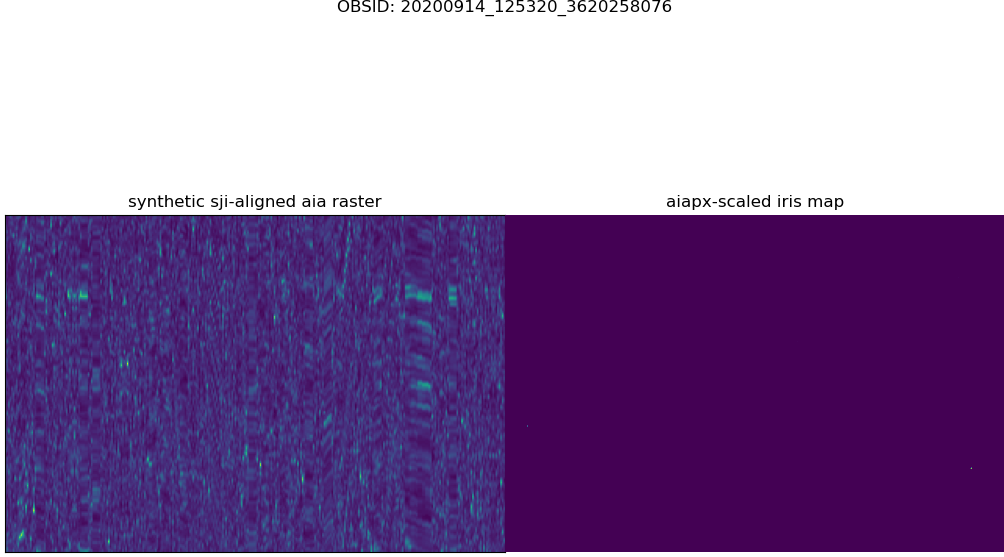 OBSID: 20200914_125320_3620258076
synthetic sji-aligned aia raster
aiapx-scaled iris map